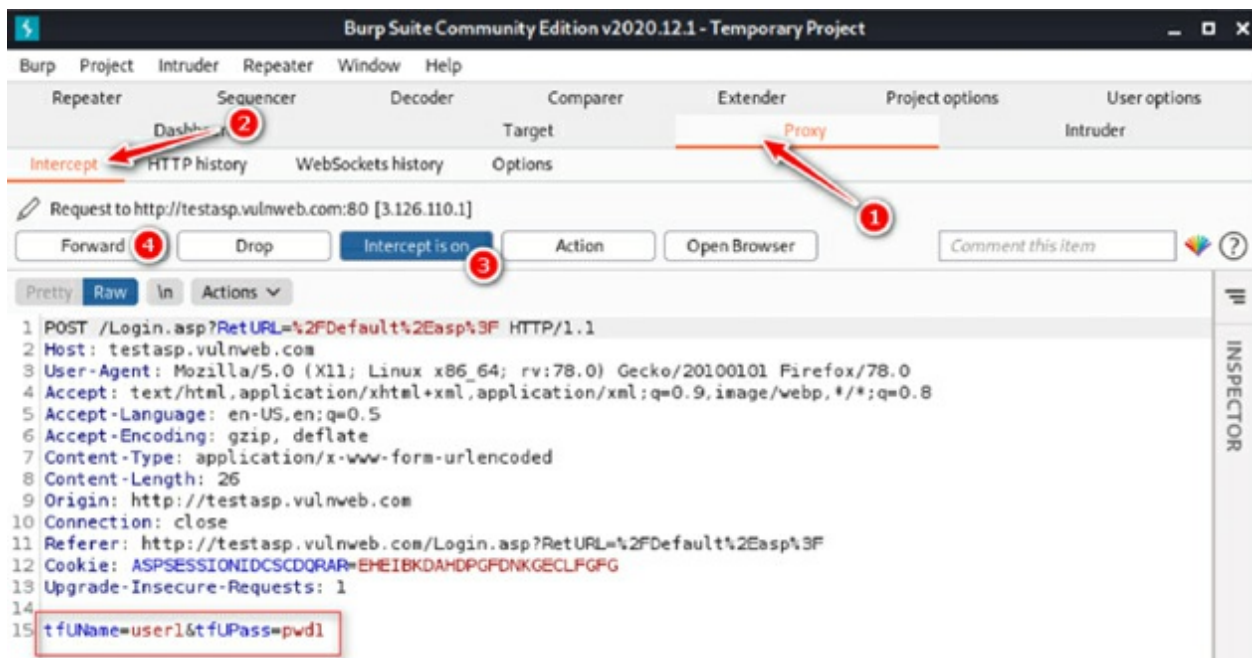 Burp Suite Community Edition v2020.12.1 - Temporary Project
Burp Project Intruder Repeater Window Help
Repeater Sequencer Decoder Comparer Extender Project options User options
2 Target Proxy Intruder
Intercept HTTP history WebSockets history Options
1
Request to http://testasp.vulnweb.com:80 [3.126.110.1]
Forward 4 Drop Intercept is on 3 Action Open Browser Comment this item ?
Pretty Raw \n Actions
1 POST /Login.asp?RetURL=%2FDefault%2Easp%3F HTTP/1.1
2 Host: testasp.vulnweb.com
3 User-Agent: Mozilla/5.0 (X11; Linux x86_64; rv:78.0) Gecko/20100101 Firefox/78.0
4 Accept: text/html,application/xhtml+xml,application/xml;q=0.9,image/webp,*/*;q=0.8
5 Accept-Language: en-US,en;q=0.5
6 Accept-Encoding: gzip, deflate
7 Content-Type: application/x-www-form-urlencoded
8 Content-Length: 26
9 Origin: http://testasp.vulnweb.com
10 Connection: close
11 Referer: http://testasp.vulnweb.com/Login.asp?RetURL=%2FDefault%2Easp%3F
12 Cookie: ASPSESSIONIDCSCDQRAR=EHEIBKDAHDPGFDNKGECLFGFG
13 Upgrade-Insecure-Requests: 1
14
15 tfUName=user1&tfUPass=pwd1
INSPECTOR